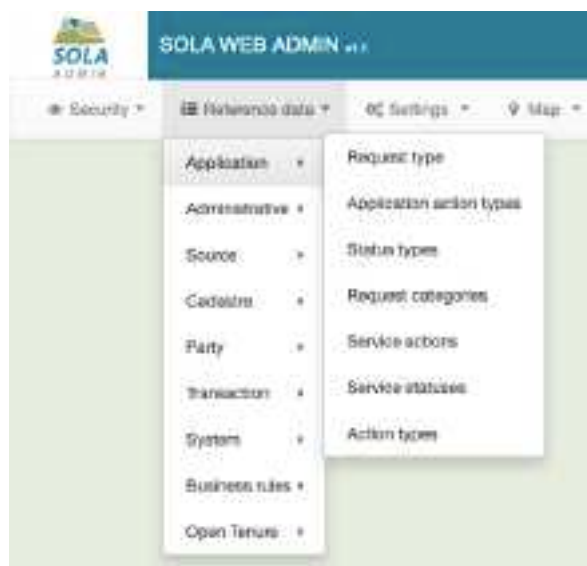 SOLA
ADMIN
SOLA WEB ADMIN
Security
Reference data
Settings
Map
Application
Request type
Administrative
Application action types
Source
Status types
Cadastre
Request categories
Party
Service actions
Transaction
Service statuses
System
Action types
Business rules
Open Tenure